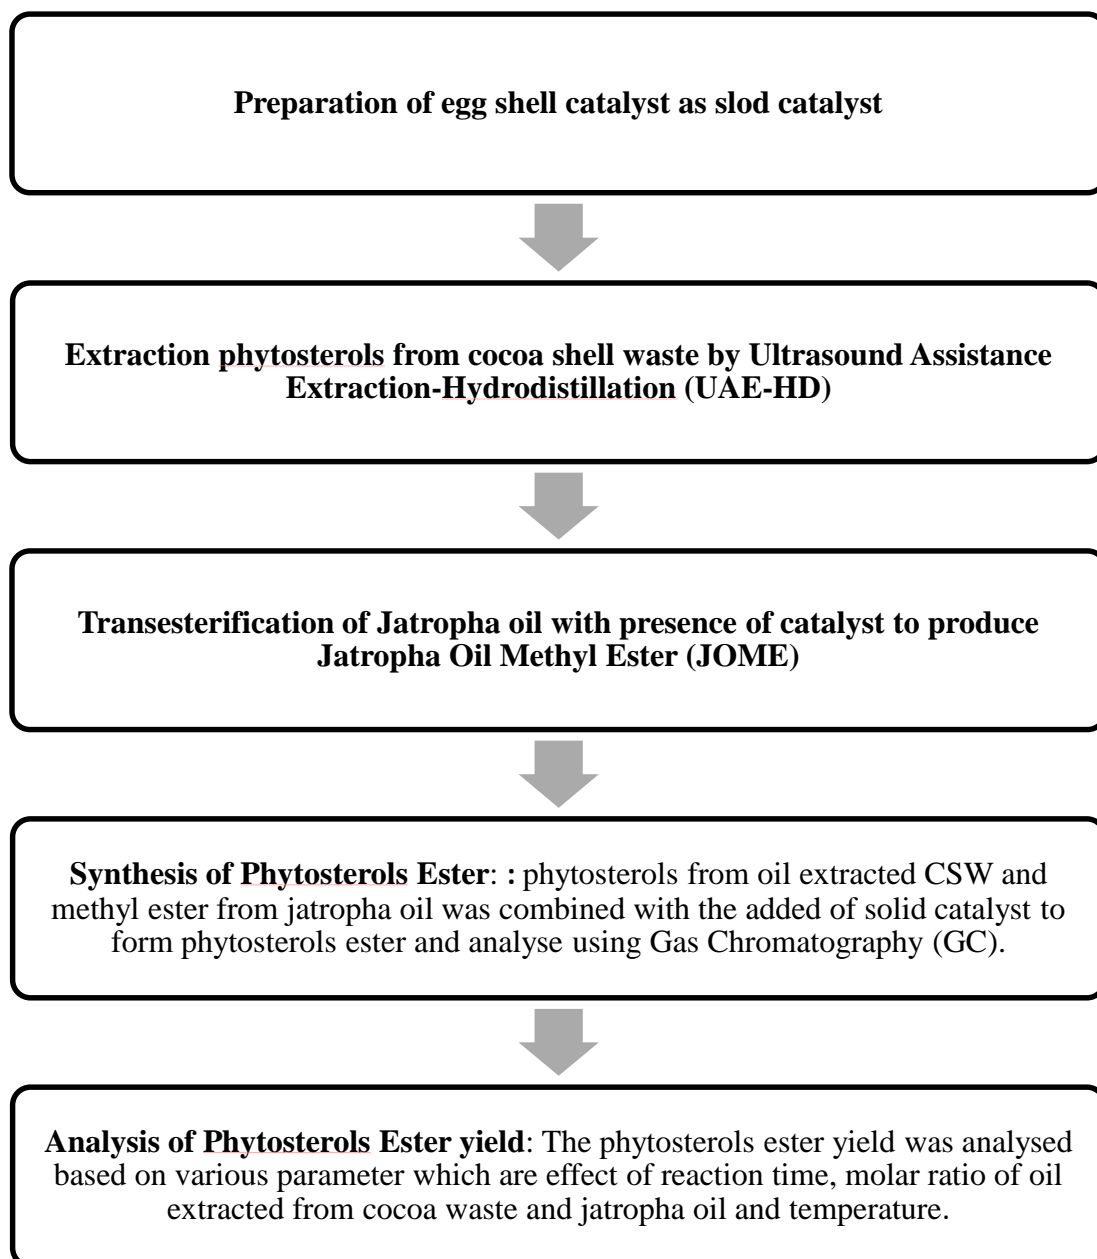 Preparation of egg shell catalyst as slod catalyst
Extraction phytosterols from cocoa shell waste by Ultrasound Assistance
Extraction-Hydrodistillation (UAE-HD)
Transesterification of Jatropha oil with presence of catalyst to produce
Jatropha Oil Methyl Ester (JOME)
Synthesis of Phytosterols Ester: : phytosterols from oil extracted CSW and
methyl ester from jatropha oil was combined with the added of solid catalyst to
form phytosterols ester and analyse using Gas Chromatography (GC).
Analysis of Phytosterols Ester yield: The phytosterols ester yield was analysed
based on various parameter which are effect of reaction time, molar ratio of oil
extracted from cocoa waste and jatropha oil and temperature.